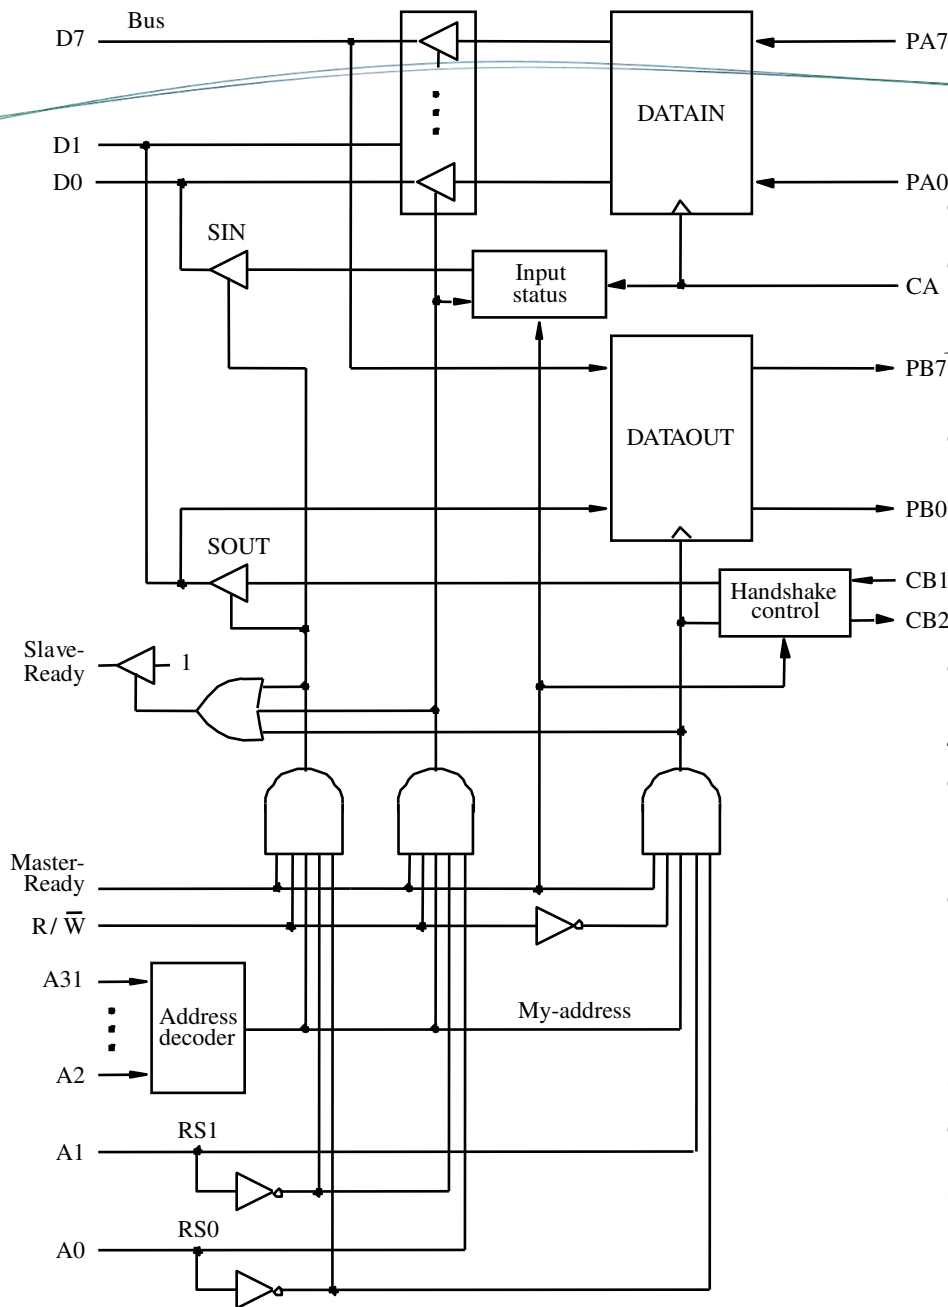 Bus
D7
PA7
DATAIN
D1
D0
PA0
SIN
Input
status
CA
PB7
DATAOUT
PB0
SOUT
CB1
Handshake
control
CB2
Slave-
Ready
1
Master-
Ready
R / W̅
A31
My-address
Address
decoder
A2
RS1
A1
RS0
A0